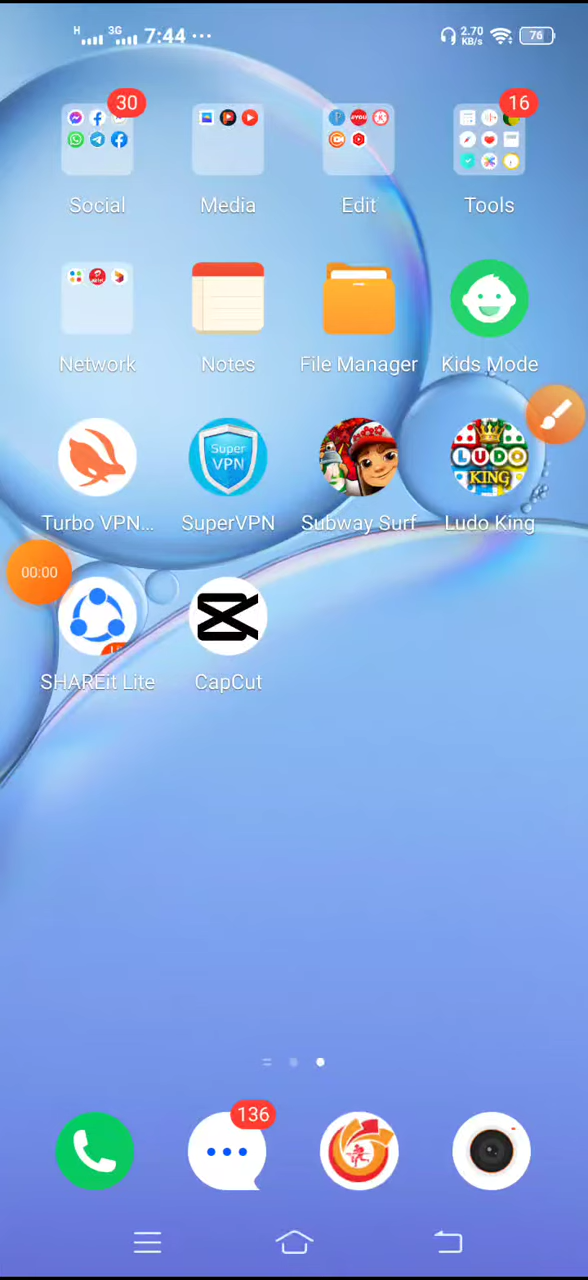 H 3G 7:44 ... 2.70 KB/s 76
30 16
Social Media Edit Tools
Network Notes File Manager Kids Mode
Super VPN LUDO KING
Turbo VPN... SuperVPN Subway Surf Ludo King
00:00
SHAREit Lite CapCut
136